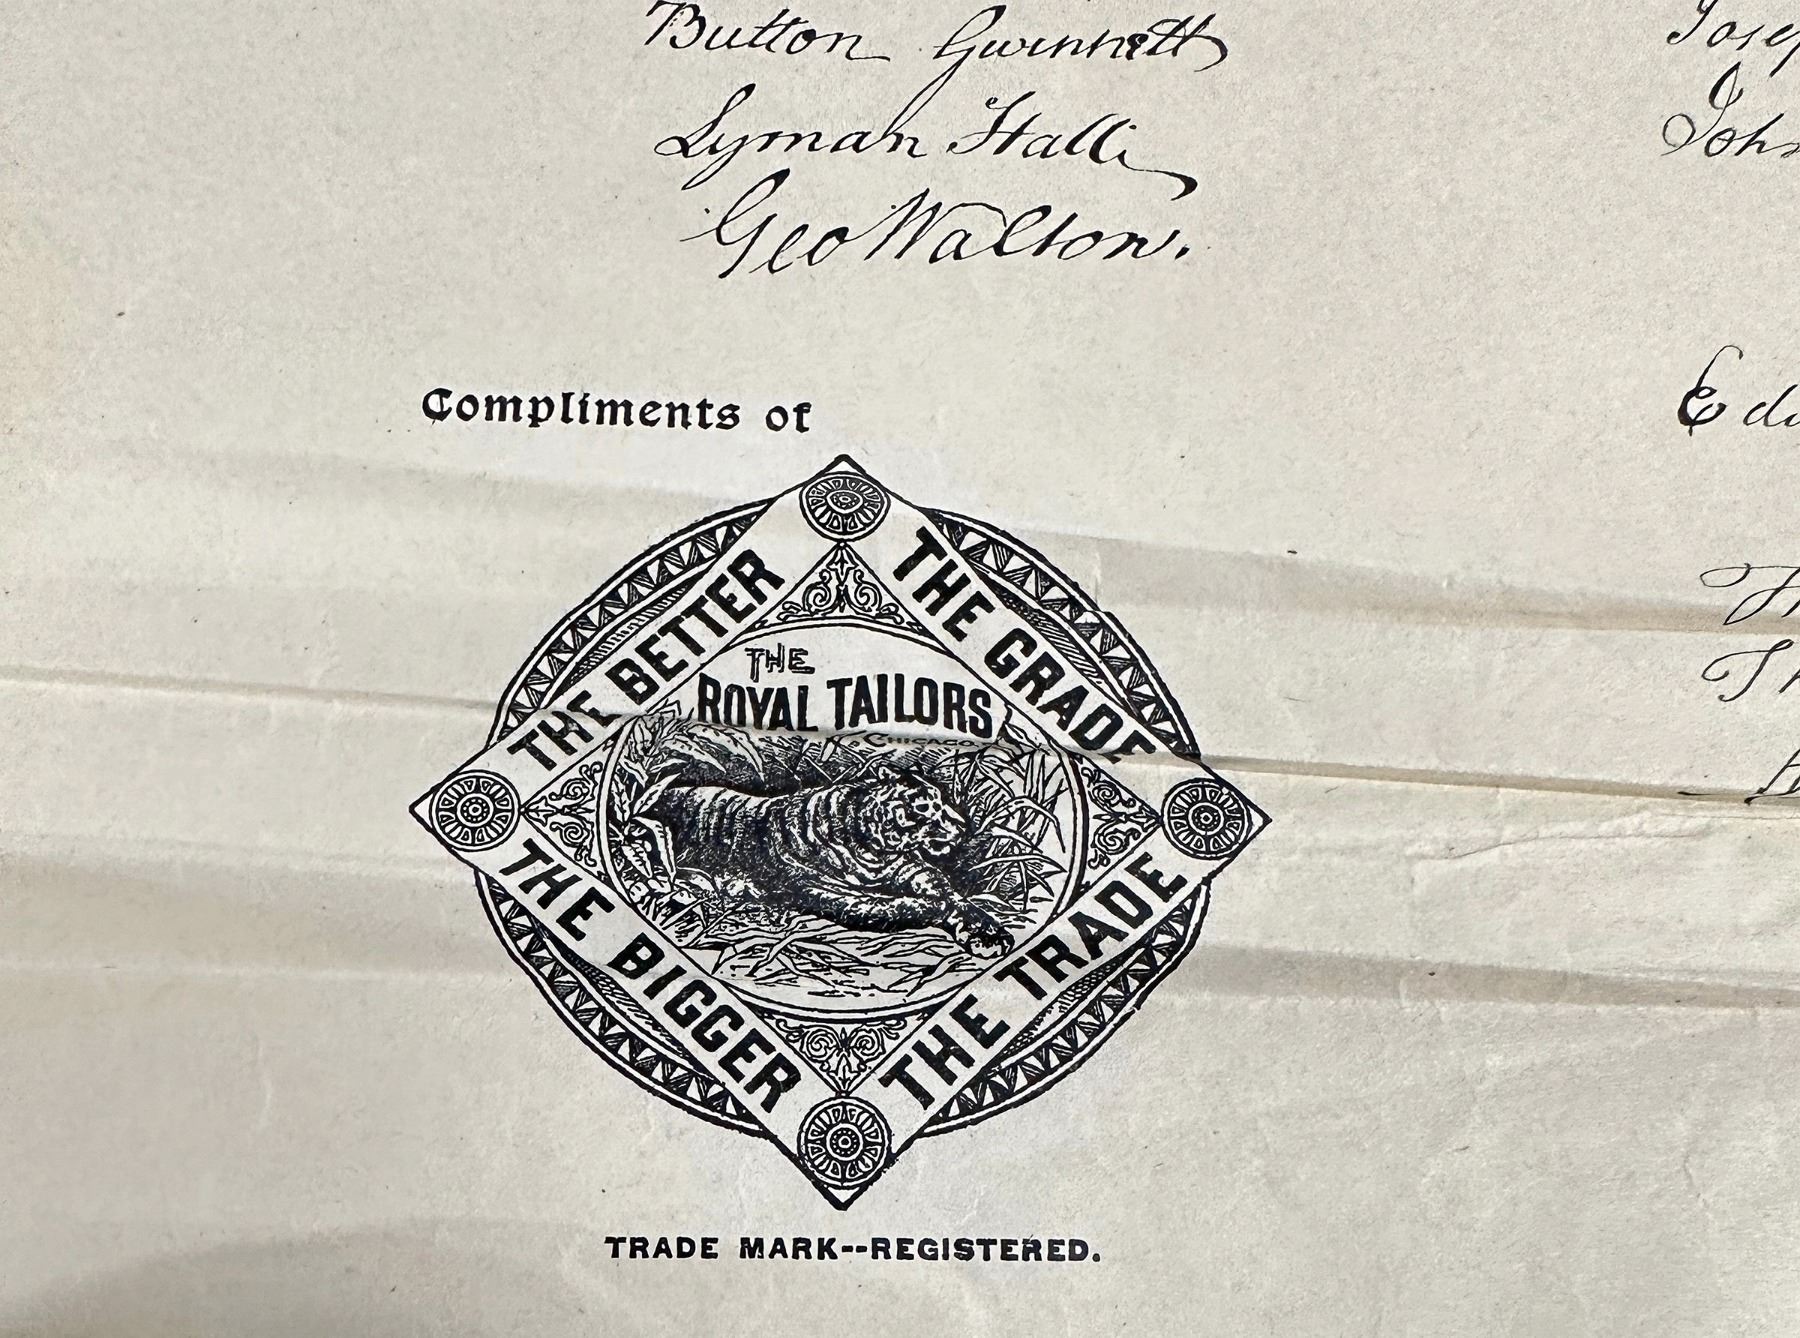 Button Gwinnett
Lyman Hall
Geo Walton.
Compliments of
THE BETTER
THE GRADE
THE
ROYAL TAILORS
CHICAGO
THE BIGGER
THE TRADE
TRADE MARK--REGISTERED.